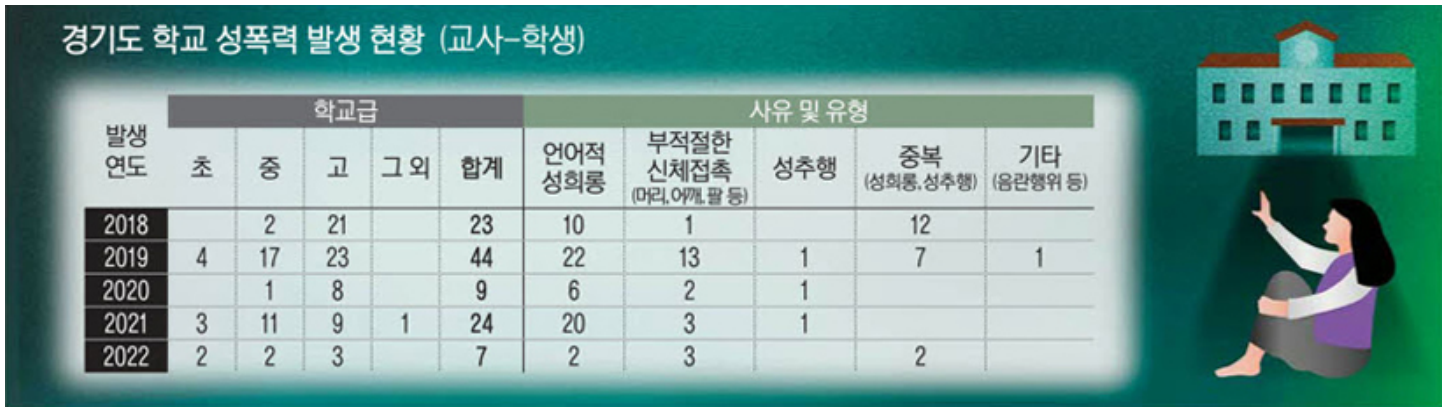 경기도 학교 성폭력 발생 현황 (교사-학생)
발생 연도 학교급 사유 및 유형
초 중 고 그 외 합계 언어적 성희롱 부적절한 신체접촉 (머리, 어깨, 팔 등) 성추행 중복 (성희롱, 성추행) 기타 (음란행위 등)
2018 2 21 23 10 1 12
2019 4 17 23 44 22 13 1 7 1
2020 1 8 9 6 2 1
2021 3 11 9 1 24 20 3 1
2022 2 2 3 7 2 3 2